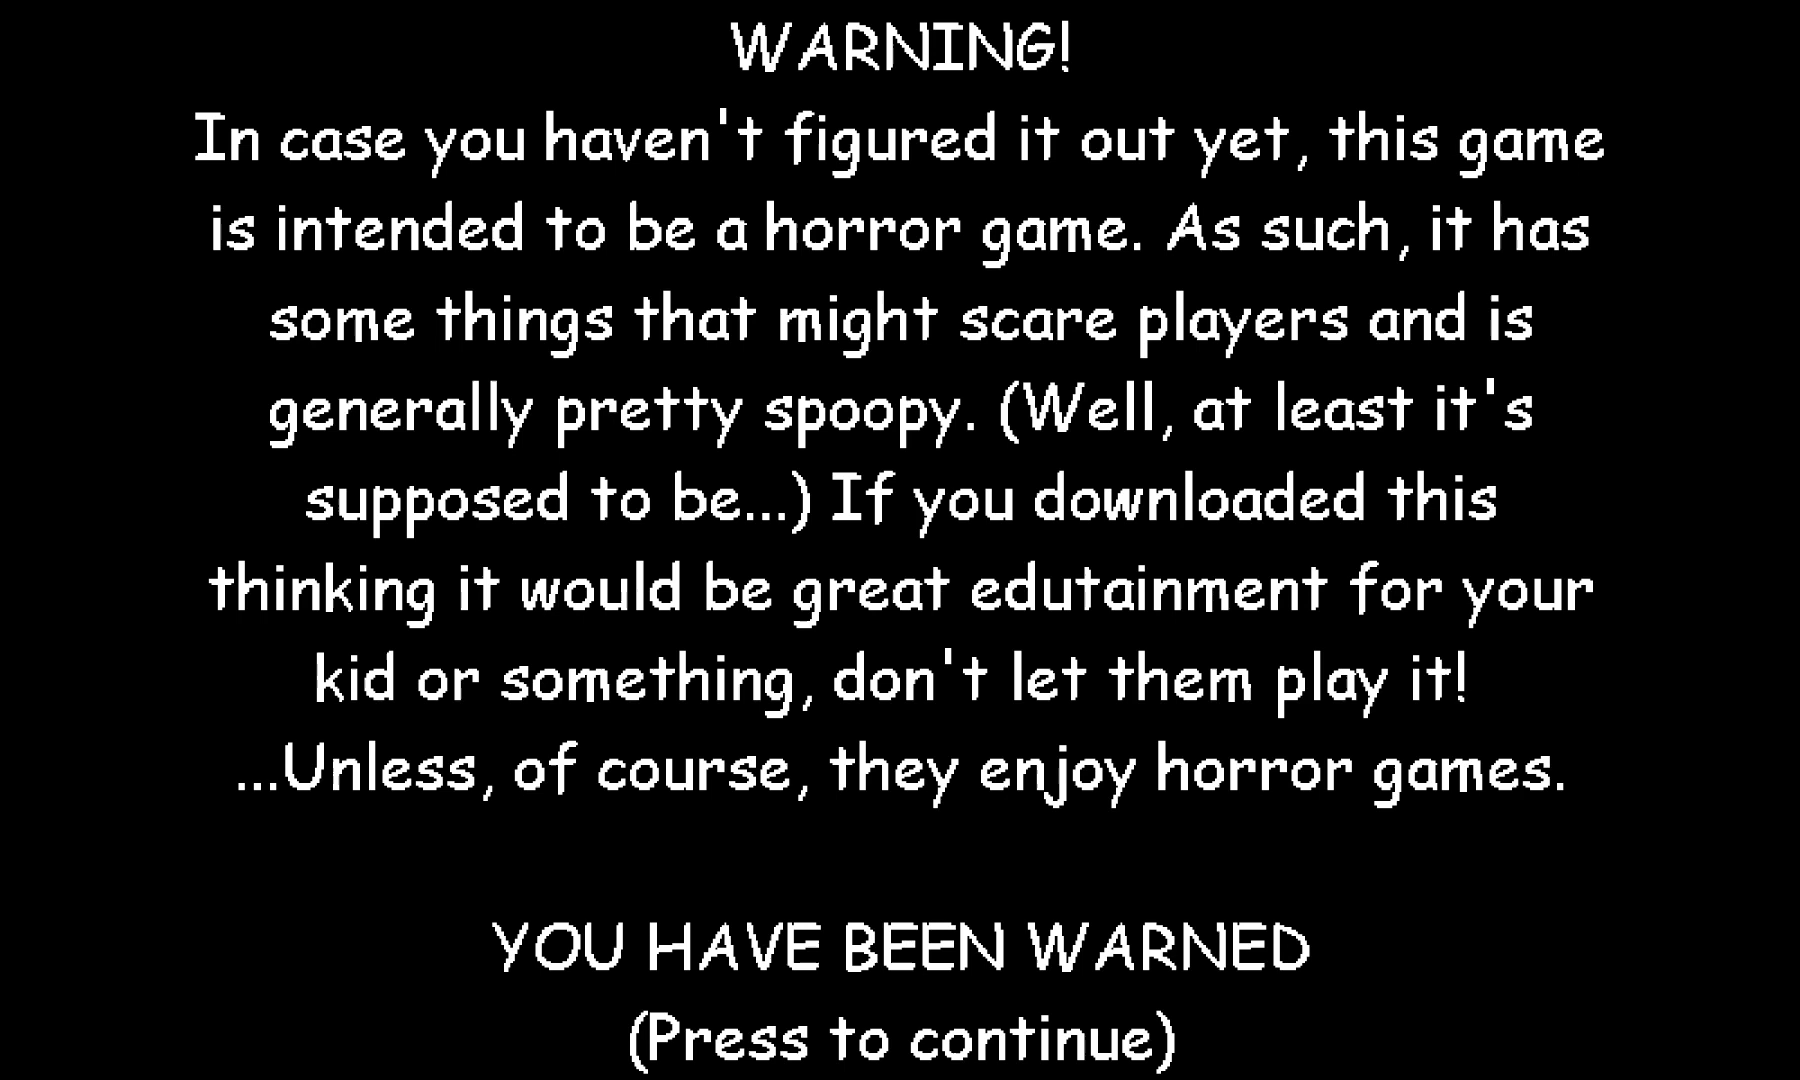 WARNING!
In case you haven't figured it out yet, this game
is intended to be a horror game. As such, it has
some things that might scare players and is
generally pretty spoopy. (Well, at least it's
supposed to be...) If you downloaded this
thinking it would be great edutainment for your
kid or something, don't let them play it!
...Unless, of course, they enjoy horror games.
YOU HAVE BEEN WARNED
(Press to continue)